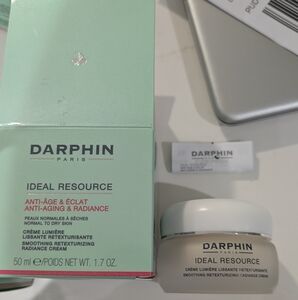 DARPHIN
PARIS
IDEAL RESOURCE
ANTI-ÂGE & ÉCLAT
ANTI-AGING & RADIANCE
PEAUX NORMALES À SÈCHES
NORMAL TO DRY SKIN
CRÈME LUMIÈRE
LISSANTE RETEXTURISANTE
SMOOTHING RETEXTURIZING
RADIANCE CREAM
50 ml ℮POIDS NET WT. 1.7 OZ.
DARPHIN
DARPHIN
PARIS
IDEAL RESOURCE
CRÈME LUMIÈRE LISSANTE RETEXTURISANTE
SMOOTHING RETEXTURIZING RADIANCE CREAM